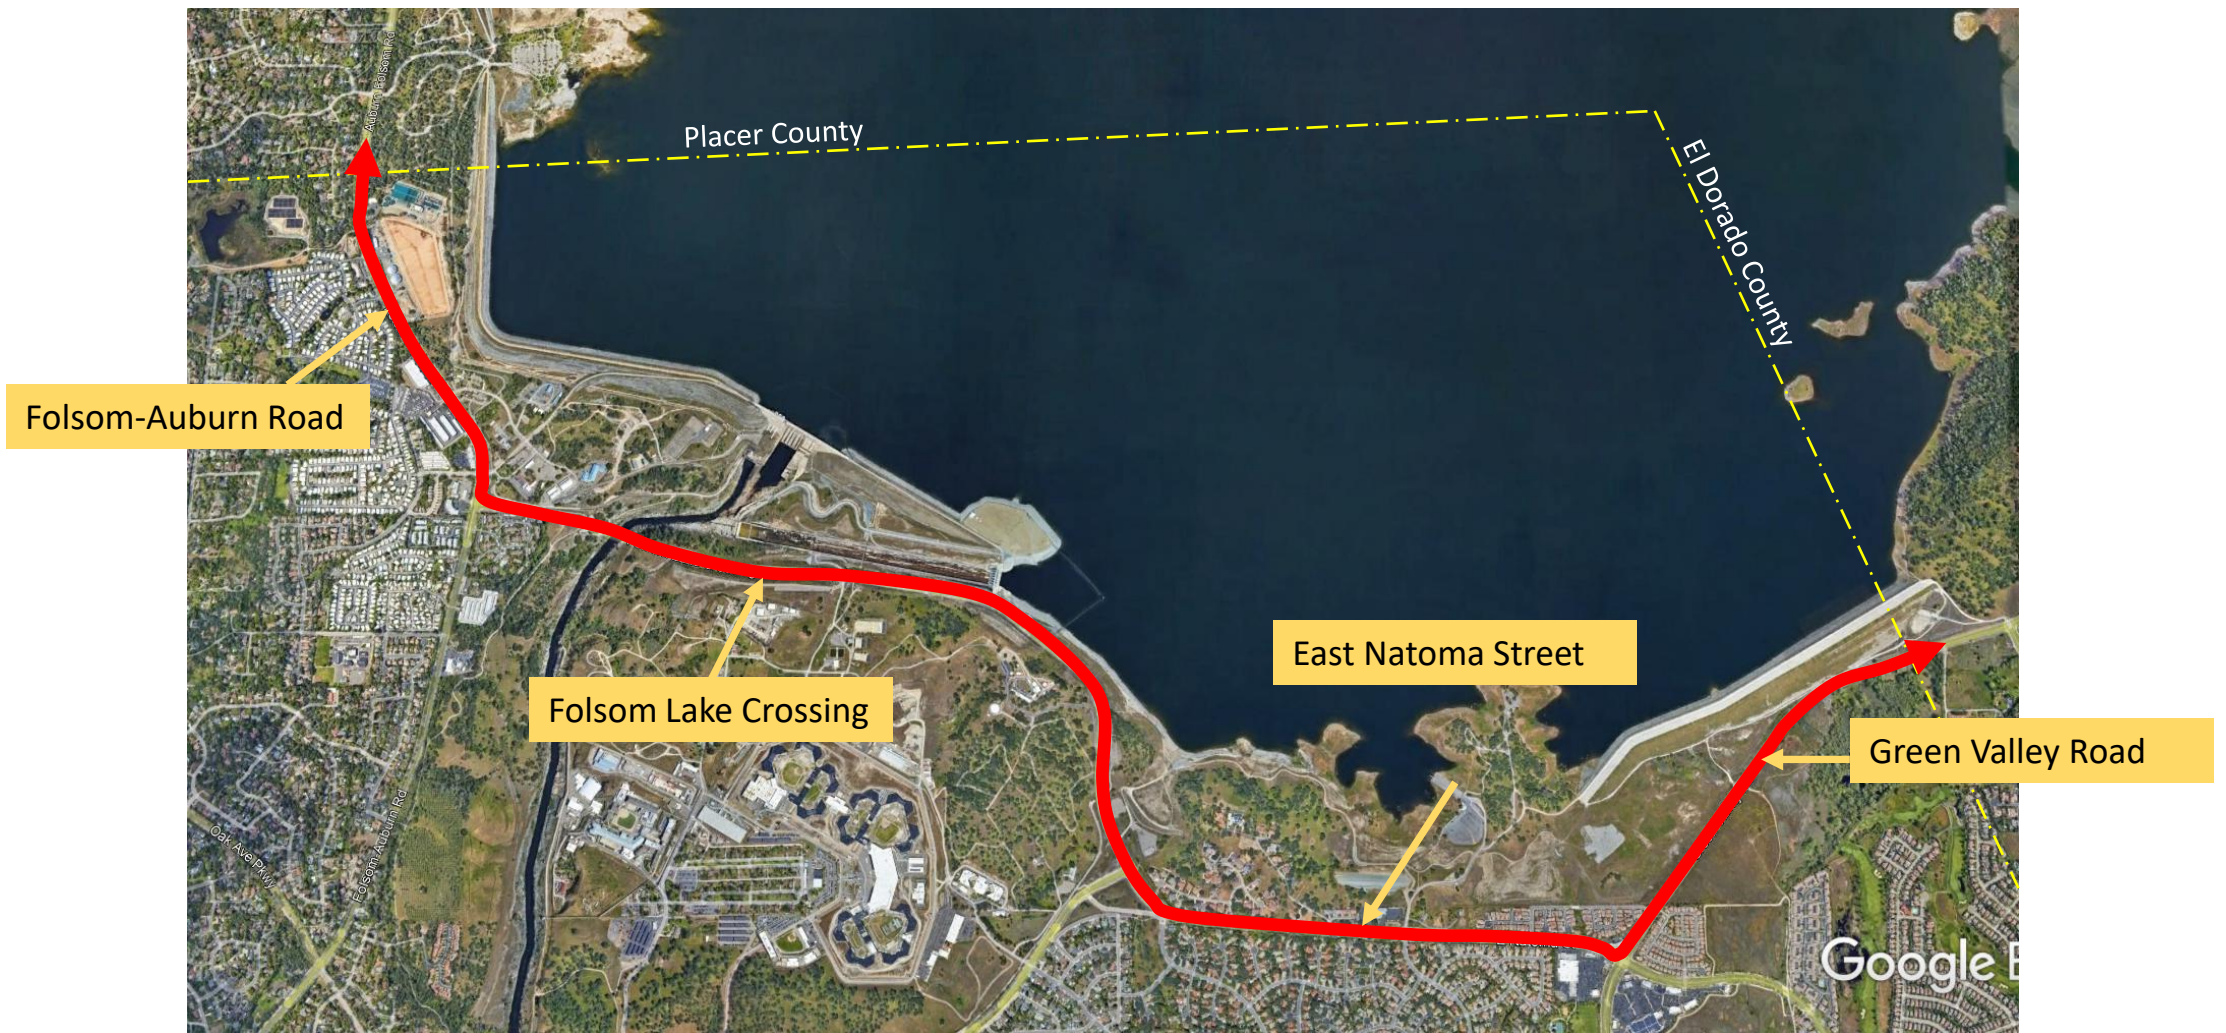 Auburn Folsom Rd
Placer County
El Dorado County
Folsom-Auburn Road
East Natoma Street
Folsom Lake Crossing
Green Valley Road
Oak Ave Pkwy
Folsom-Auburn Rd
Google E